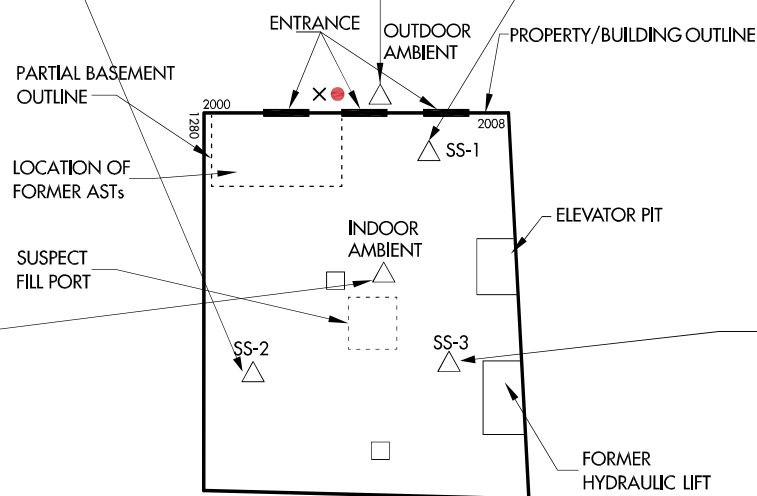 ENTRANCE
OUTDOOR
AMBIENT
PROPERTY/BUILDING OUTLINE
PARTIAL BASEMENT
OUTLINE
2000
1280
2008
SS-1
LOCATION OF
FORMER ASTs
ELEVATOR PIT
INDOOR
AMBIENT
SUSPECT
FILL PORT
SS-2
SS-3
FORMER
HYDRAULIC LIFT